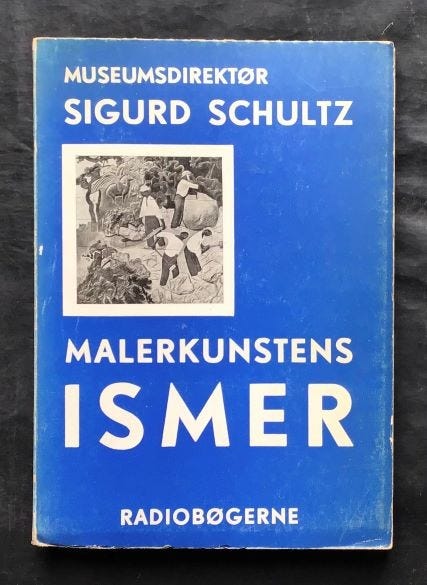 MUSEUMSDIREKTØR
SIGURD SCHULTZ
MALERKUNSTENS
ISMER
RADIOBØGERNE